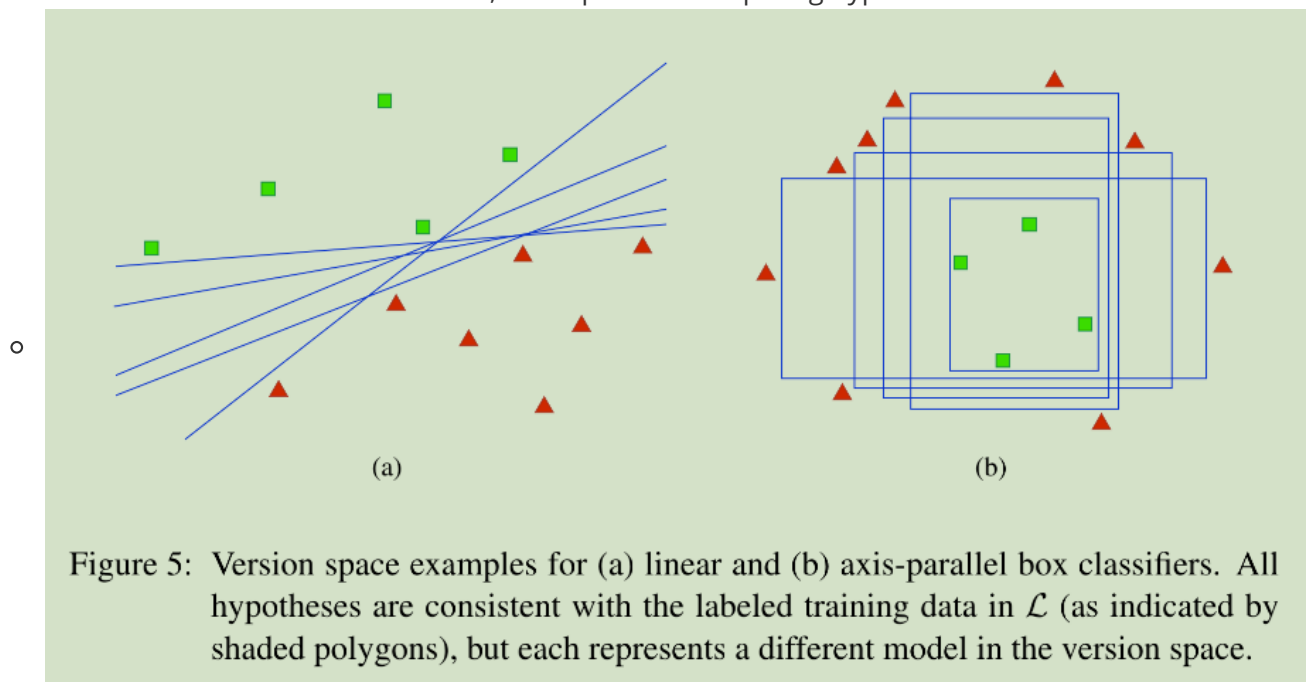 (a)
(b)
Figure 5: Version space examples for (a) linear and (b) axis-parallel box classifiers. All
hypotheses are consistent with the labeled training data in ℒ (as indicated by
shaded polygons), but each represents a different model in the version space.